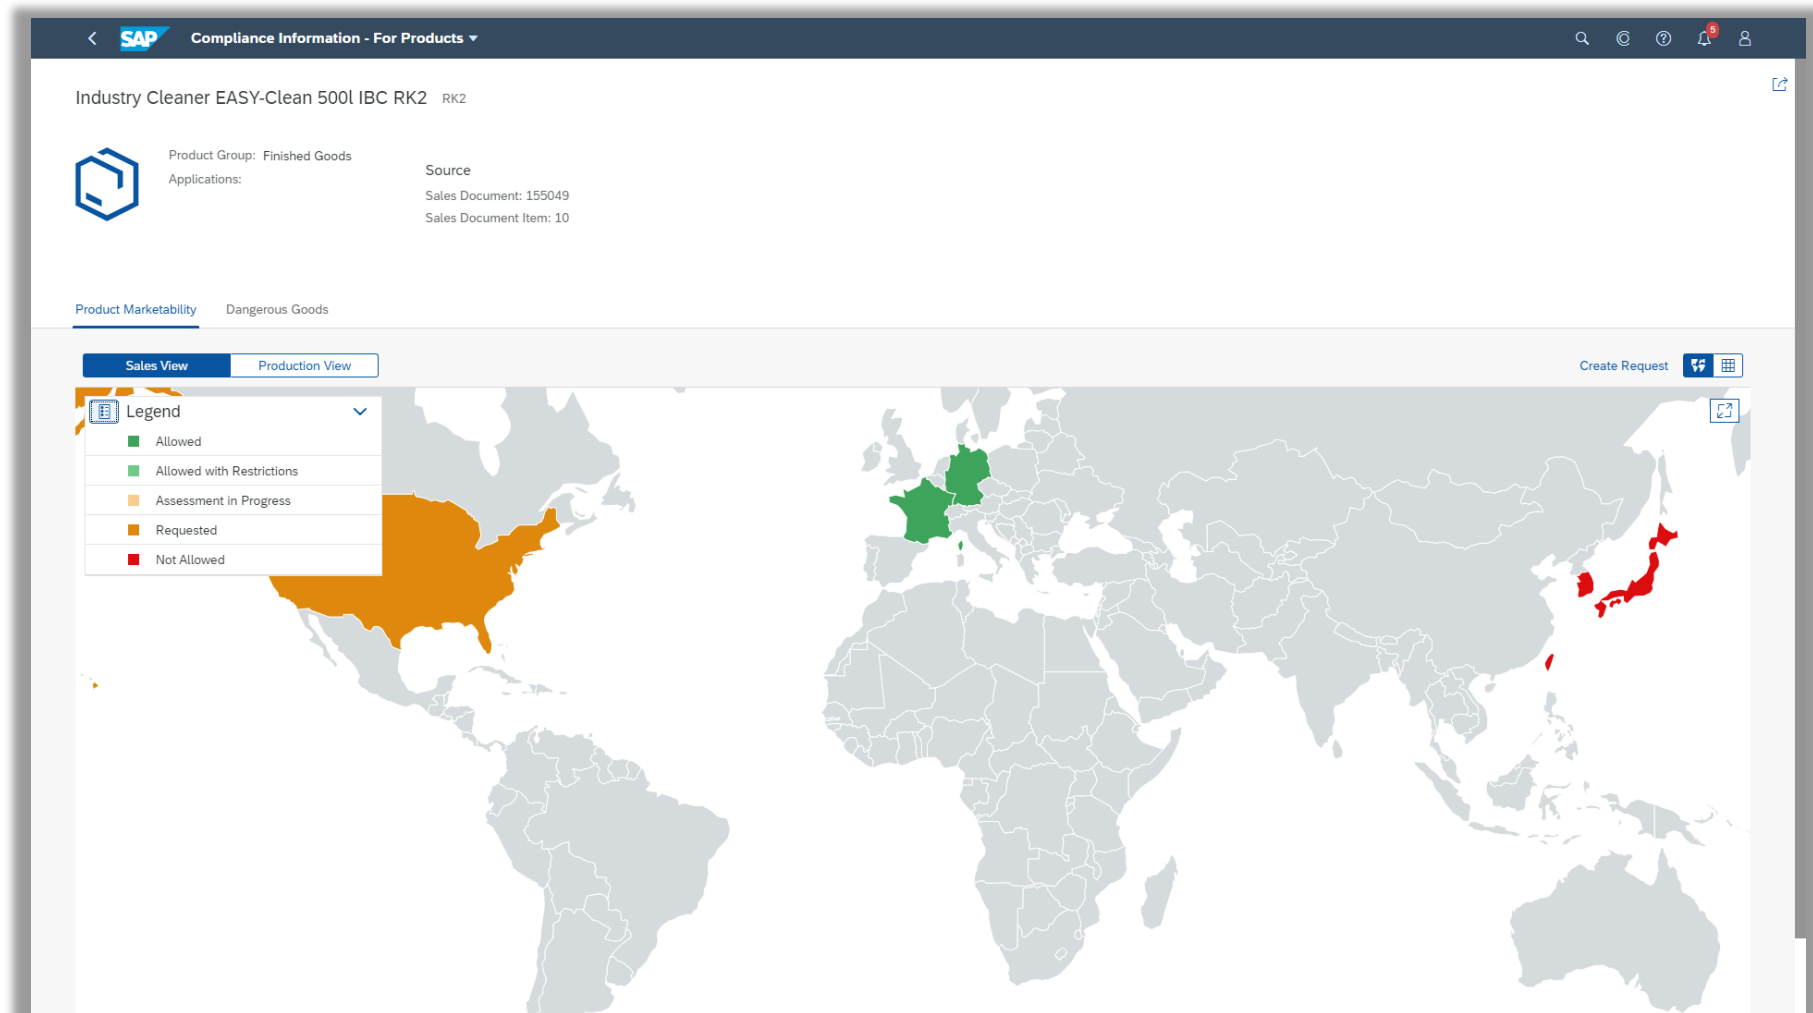 SAP Compliance Information - For Products
5
Industry Cleaner EASY-Clean 500l IBC RK2 RK2
Product Group: Finished Goods
Applications:
Source
Sales Document: 155049
Sales Document Item: 10
Product Marketability Dangerous Goods
Sales View Production View
Create Request
Legend
Allowed
Allowed with Restrictions
Assessment in Progress
Requested
Not Allowed